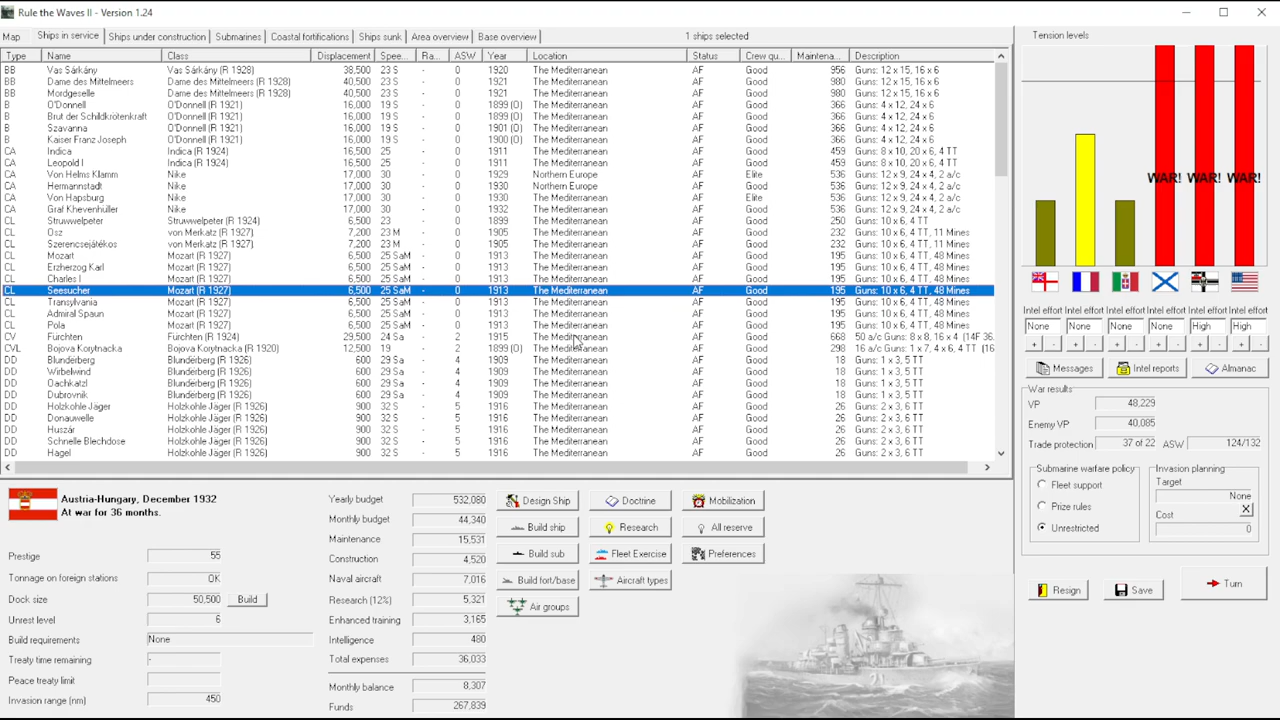 Rule the Waves II - Version 1.24
Map Ships in service Ships under construction Submarines Coastal fortifications Ships sunk Area overview Base overview 1 ships selected
Type Name Class Displacement Spee... Ra... ASW Year Location Status Crew qu... Maintena... Description
BB Vas Sárkány Vas Sárkány (R 1928) 38,500 23 S - 0 1920 The Mediterranean AF Good 956 Guns: 12 x 15, 16 x 6
BB Dame des Mittelmeers Dame des Mittelmeers (R 1928) 40,500 23 S - 0 1921 The Mediterranean AF Good 980 Guns: 12 x 15, 16 x 6
BB Mordgeselle Dame des Mittelmeers (R 1928) 40,500 23 S - 0 1921 The Mediterranean AF Good 980 Guns: 12 x 15, 16 x 6
B O'Donnell O'Donnell (R 1921) 16,000 19 S - 0 1899 (O) The Mediterranean AF Good 366 Guns: 4 x 12, 24 x 6
B Brut der Schildkrötenkraft O'Donnell (R 1921) 16,000 19 S - 0 1899 (O) The Mediterranean AF Good 366 Guns: 4 x 12, 24 x 6
B Szavanna O'Donnell (R 1921) 16,000 19 S - 0 1901 (O) The Mediterranean AF Good 366 Guns: 4 x 12, 24 x 6
B Kaiser Franz Joseph O'Donnell (R 1921) 16,000 19 S - 0 1900 (O) The Mediterranean AF Good 366 Guns: 4 x 12, 24 x 6
CA Indica Indica (R 1924) 16,500 25 - 0 1911 The Mediterranean AF Good 459 Guns: 8 x 10, 20 x 6, 4 TT
CA Leopold I Indica (R 1924) 16,500 25 - 0 1911 The Mediterranean AF Good 459 Guns: 8 x 10, 20 x 6, 4 TT
CA Von Helms Klamm Nike 17,000 30 - 0 1929 Northern Europe AF Elite 536 Guns: 12 x 9, 24 x 4, 2 a/c
CA Hermannstadt Nike 17,000 30 - 0 1930 Northern Europe AF Good 536 Guns: 12 x 9, 24 x 4, 2 a/c
CA Von Hapsburg Nike 17,000 30 - 0 1930 The Mediterranean AF Elite 536 Guns: 12 x 9, 24 x 4, 2 a/c
CA Graf Khevenhüller Nike 17,000 30 - 0 1932 The Mediterranean AF Good 536 Guns: 12 x 9, 24 x 4, 2 a/c
CL Struwwelpeter Struwwelpeter (R 1924) 6,500 23 - 0 1899 The Mediterranean AF Good 250 Guns: 10 x 6, 4 TT
CL Osz von Merkatz (R 1927) 7,200 23 M - 0 1905 The Mediterranean AF Good 232 Guns: 10 x 6, 4 TT, 11 Mines
CL Szerencsejátékos von Merkatz (R 1927) 7,200 23 M - 0 1905 The Mediterranean AF Good 232 Guns: 10 x 6, 4 TT, 11 Mines
CL Mozart Mozart (R 1927) 6,500 25 SaM - 0 1913 The Mediterranean AF Good 195 Guns: 10 x 6, 4 TT, 48 Mines
CL Erzherzog Karl Mozart (R 1927) 6,500 25 SaM - 0 1913 The Mediterranean AF Good 195 Guns: 10 x 6, 4 TT, 48 Mines
CL Charles I Mozart (R 1927) 6,500 25 SaM - 0 1913 The Mediterranean AF Good 195 Guns: 10 x 6, 4 TT, 48 Mines
CL Seesucher Mozart (R 1927) 6,500 25 SaM - 0 1913 The Mediterranean AF Good 195 Guns: 10 x 6, 4 TT, 48 Mines
CL Transylvania Mozart (R 1927) 6,500 25 SaM - 0 1913 The Mediterranean AF Good 195 Guns: 10 x 6, 4 TT, 48 Mines
CL Admiral Spaun Mozart (R 1927) 6,500 25 SaM - 0 1913 The Mediterranean AF Good 195 Guns: 10 x 6, 4 TT, 48 Mines
CL Pola Mozart (R 1927) 6,500 25 SaM - 0 1913 The Mediterranean AF Good 195 Guns: 10 x 6, 4 TT, 48 Mines
CV Fürchten Fürchten (R 1924) 29,500 24 Sa - 2 1915 The Mediterranean AF Good 668 50 a/c Guns: 8 x 8, 16 x 4 (14F 36
CVL Bojova Korytnacka Bojova Korytnacka (R 1920) 12,500 19 - 2 1899 (O) The Mediterranean AF Good 298 16 a/c Guns: 1 x 7, 4 x 6, 4 TT (16
DD Blunderberg Blunderberg (R 1926) 600 29 Sa - 4 1909 The Mediterranean AF Good 18 Guns: 1 x 3, 5 TT
DD Wirbelwind Blunderberg (R 1926) 600 29 Sa - 4 1909 The Mediterranean AF Good 18 Guns: 1 x 3, 5 TT
DD Oachkatzl Blunderberg (R 1926) 600 29 Sa - 4 1909 The Mediterranean AF Good 18 Guns: 1 x 3, 5 TT
DD Dubrovnik Blunderberg (R 1926) 600 29 Sa - 4 1909 The Mediterranean AF Good 18 Guns: 1 x 3, 5 TT
DD Holzkohle Jäger Holzkohle Jäger (R 1926) 900 32 S - 5 1916 The Mediterranean AF Good 26 Guns: 2 x 3, 6 TT
DD Donauwelle Holzkohle Jäger (R 1926) 900 32 S - 5 1916 The Mediterranean AF Good 26 Guns: 2 x 3, 6 TT
DD Huszár Holzkohle Jäger (R 1926) 900 32 S - 5 1916 The Mediterranean AF Good 26 Guns: 2 x 3, 6 TT
DD Schnelle Blechdose Holzkohle Jäger (R 1926) 900 32 S - 5 1916 The Mediterranean AF Good 26 Guns: 2 x 3, 6 TT
DD Hagel Holzkohle Jäger (R 1926) 900 32 S - 5 1916 The Mediterranean AF Good 26 Guns: 2 x 3, 6 TT
Austria-Hungary, December 1932
At war for 36 months.
Prestige 55
Tonnage on foreign stations OK
Dock size 50,500 Build
Unrest level 6
Build requirements None
Treaty time remaining -
Peace treaty limit
Invasion range (nm) 450
Yearly budget 532,080
Monthly budget 44,340
Maintenance 15,531
Construction 4,520
Naval aircraft 7,016
Research (12%) 5,321
Enhanced training 3,165
Intelligence 480
Total expenses 36,033
Monthly balance 8,307
Funds 267,839
Design Ship Doctrine Mobilization
Build ship Research All reserve
Build sub Fleet Exercise Preferences
Build fort/base Aircraft types
Air groups
Tension levels
WAR! WAR! WAR!
Intel effort Intel effort Intel effort Intel effort Intel effort Intel effort
None None None None High High
+ - + - + - + - + - + -
Messages Intel reports Almanac
War results
VP 48,229
Enemy VP 40,085
Trade protection 37 of 22 ASW 124/132
Submarine warfare policy
Fleet support
Prize rules
Unrestricted
Invasion planning
Target
None
Cost X
0
Resign Save Turn